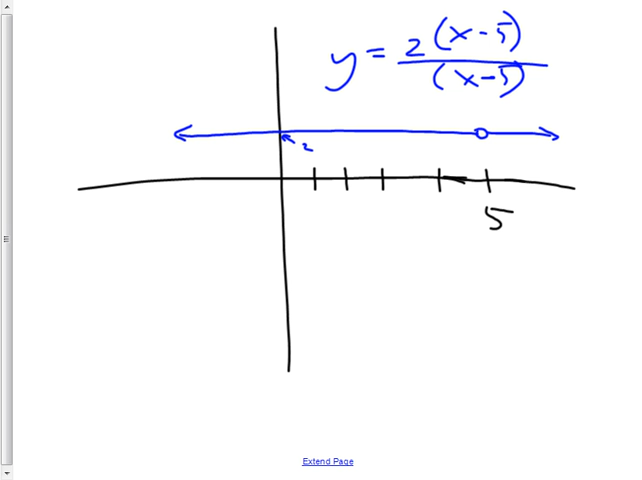 y = 2(x-5)
(x-5)
2
5
Extend Page